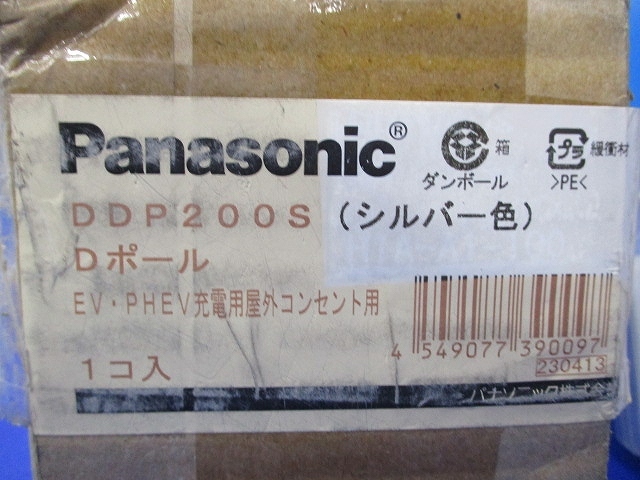 Panasonic®
箱
ダンボール
プラ
緩衝材
>PE<
DDP200S (シルバー色)
Dポール
EV・PHEV充電用屋外コンセント用
1コ入
4 549077 390097
230413
パナソニック株式会